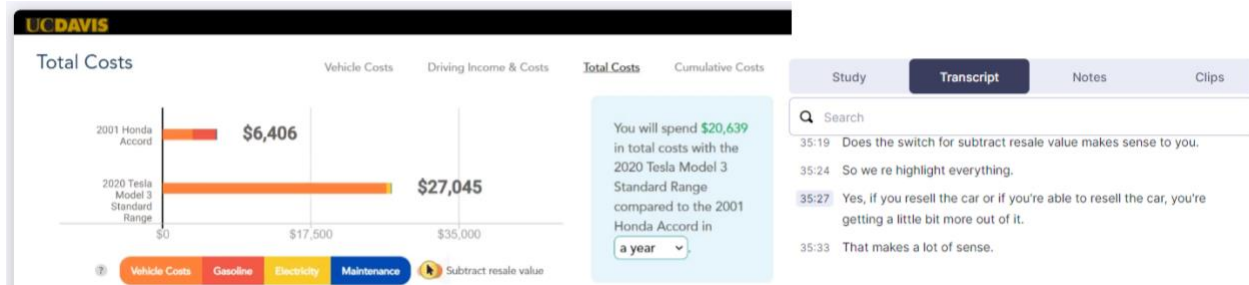 UCDAVIS
Total Costs
Vehicle Costs
Driving Income & Costs
Total Costs
Cumulative Costs
2001 Honda
Accord
$6,406
2020 Tesla
Model 3
Standard
Range
$27,045
$0
$17,500
$35,000
?
Vehicle Costs
Gasoline
Electricity
Maintenance
Subtract resale value
You will spend $20,639
in total costs with the
2020 Tesla Model 3
Standard Range
compared to the 2001
Honda Accord in
a year .
Study
Transcript
Notes
Clips
Search
35:19 Does the switch for subtract resale value makes sense to you.
35:24 So we re highlight everything.
35:27 Yes, if you resell the car or if you're able to resell the car, you're
getting a little bit more out of it.
35:33 That makes a lot of sense.